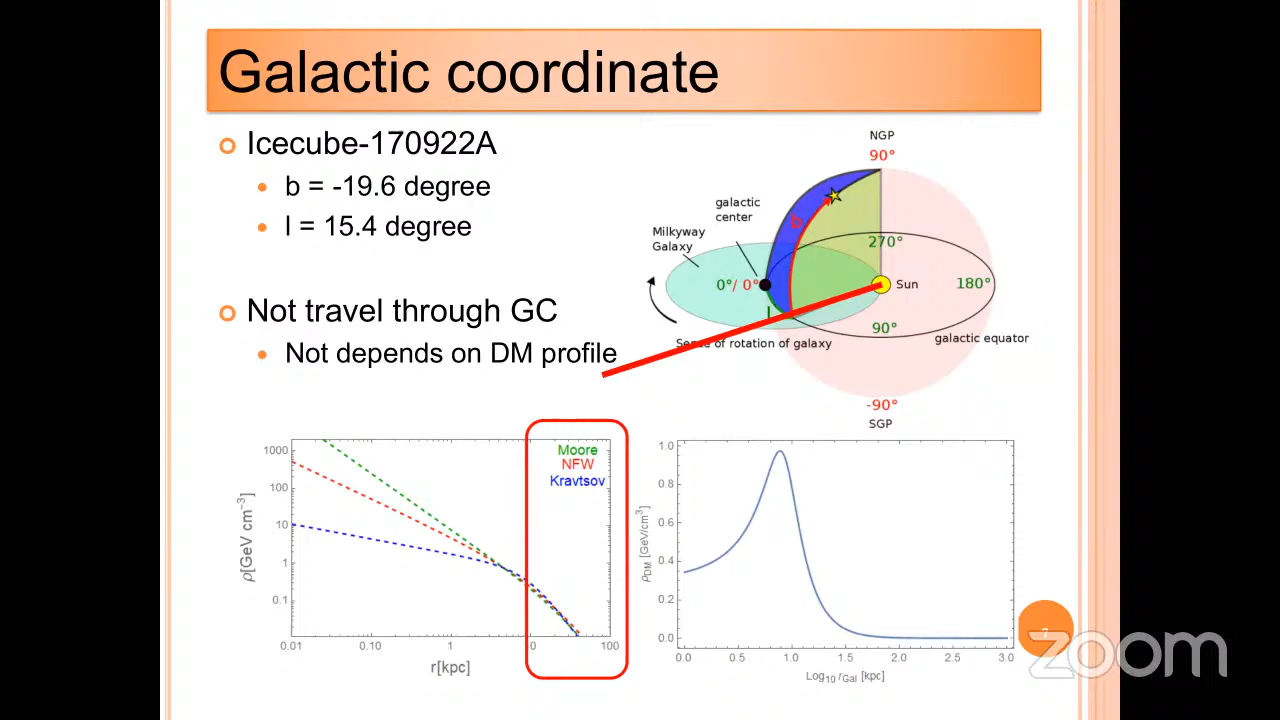 Galactic coordinate
Icecube-170922A
b = -19.6 degree
l = 15.4 degree
Not travel through GC
Not depends on DM profile
NGP
90°
galactic
center
Milkyway
Galaxy
b
270°
0°/ 0°
Sun
180°
l
90°
Sense of rotation of galaxy
galactic equator
-90°
SGP
Moore
NFW
Kravtsov
1000
100
10
1
0.1
ρ[GeV cm⁻³]
0.01
0.10
1
0
100
r[kpc]
1.0
0.8
0.6
0.4
0.2
0.0
ρDM [GeV/cm³]
0.0
0.5
1.0
1.5
2.0
2.5
3.0
Log₁₀ rGal [kpc]
7
zoom